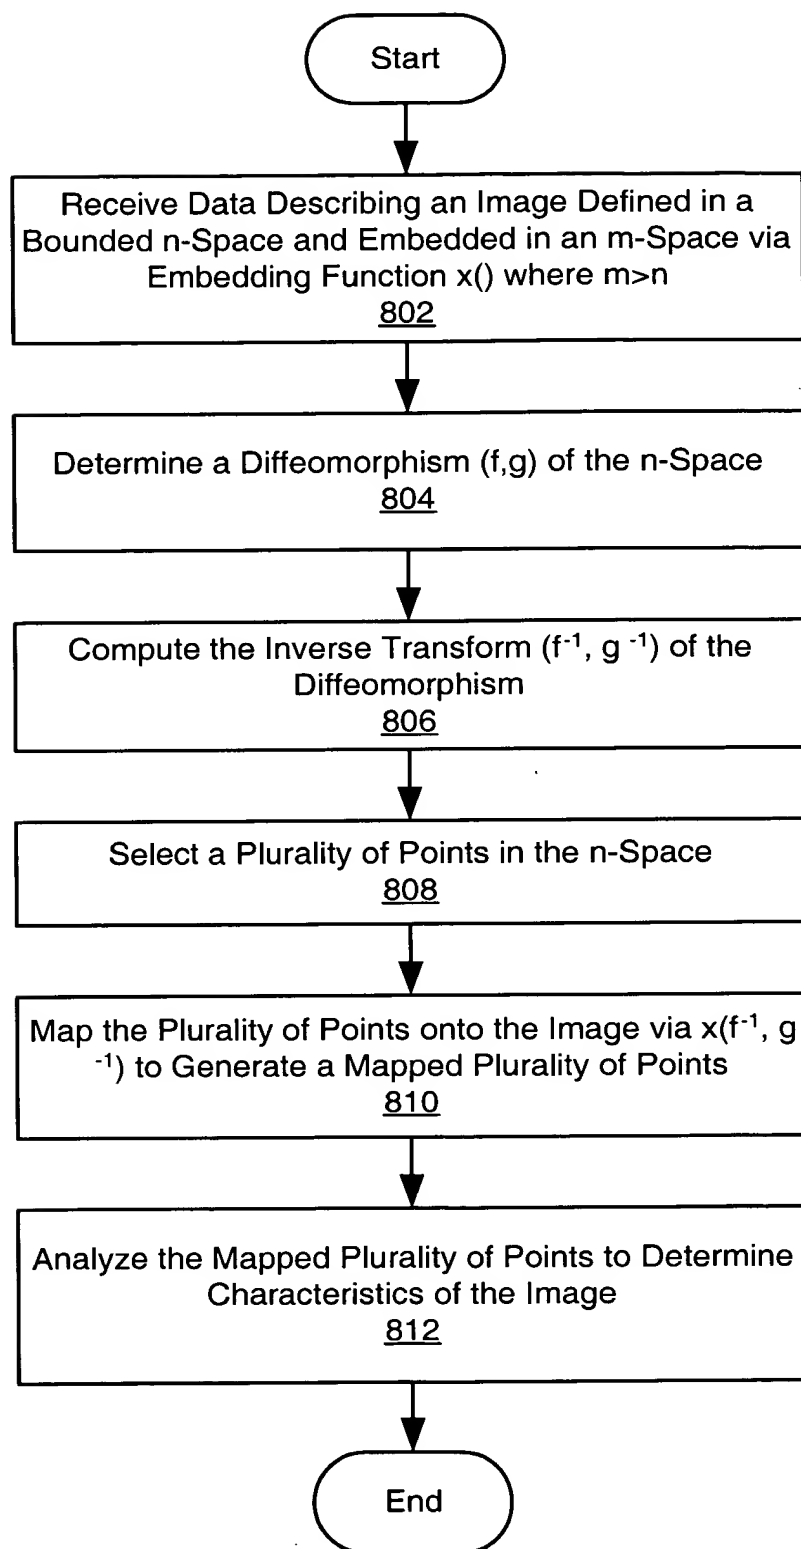 Start
Receive Data Describing an Image Defined in a
Bounded n-Space and Embedded in an m-Space via
Embedding Function x() where m>n
802
Determine a Diffeomorphism (f,g) of the n-Space
804
Compute the Inverse Transform (f⁻¹, g ⁻¹) of the
Diffeomorphism
806
Select a Plurality of Points in the n-Space
808
Map the Plurality of Points onto the Image via x(f⁻¹, g
⁻¹) to Generate a Mapped Plurality of Points
810
Analyze the Mapped Plurality of Points to Determine
Characteristics of the Image
812
End